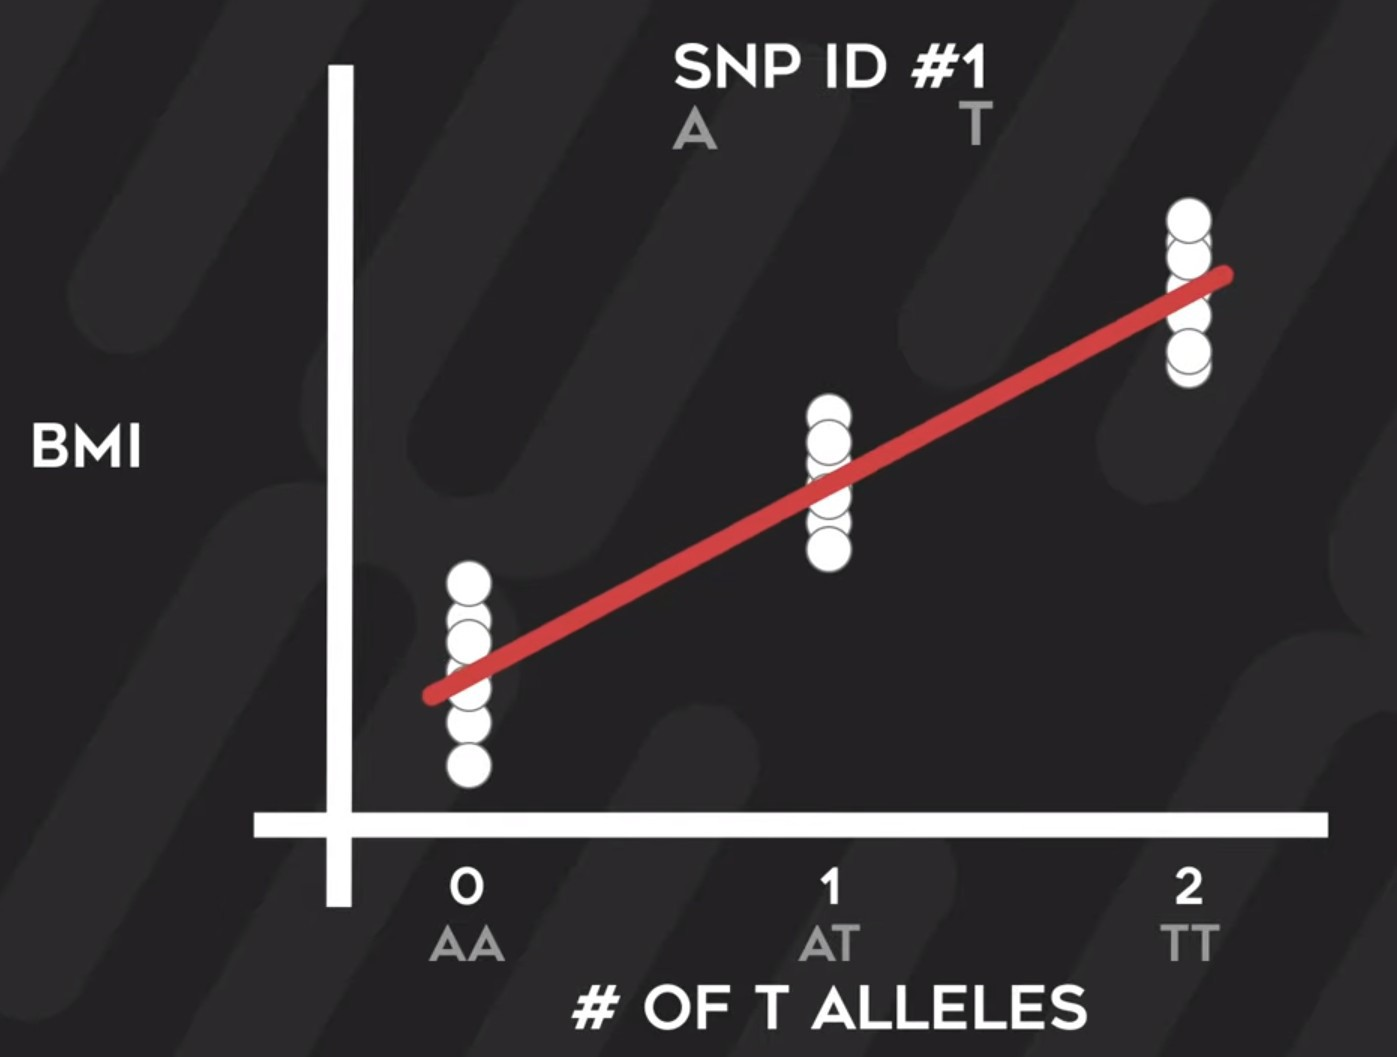 SNP ID #1
A T
BMI
0 1 2
AA AT TT
# OF T ALLELES